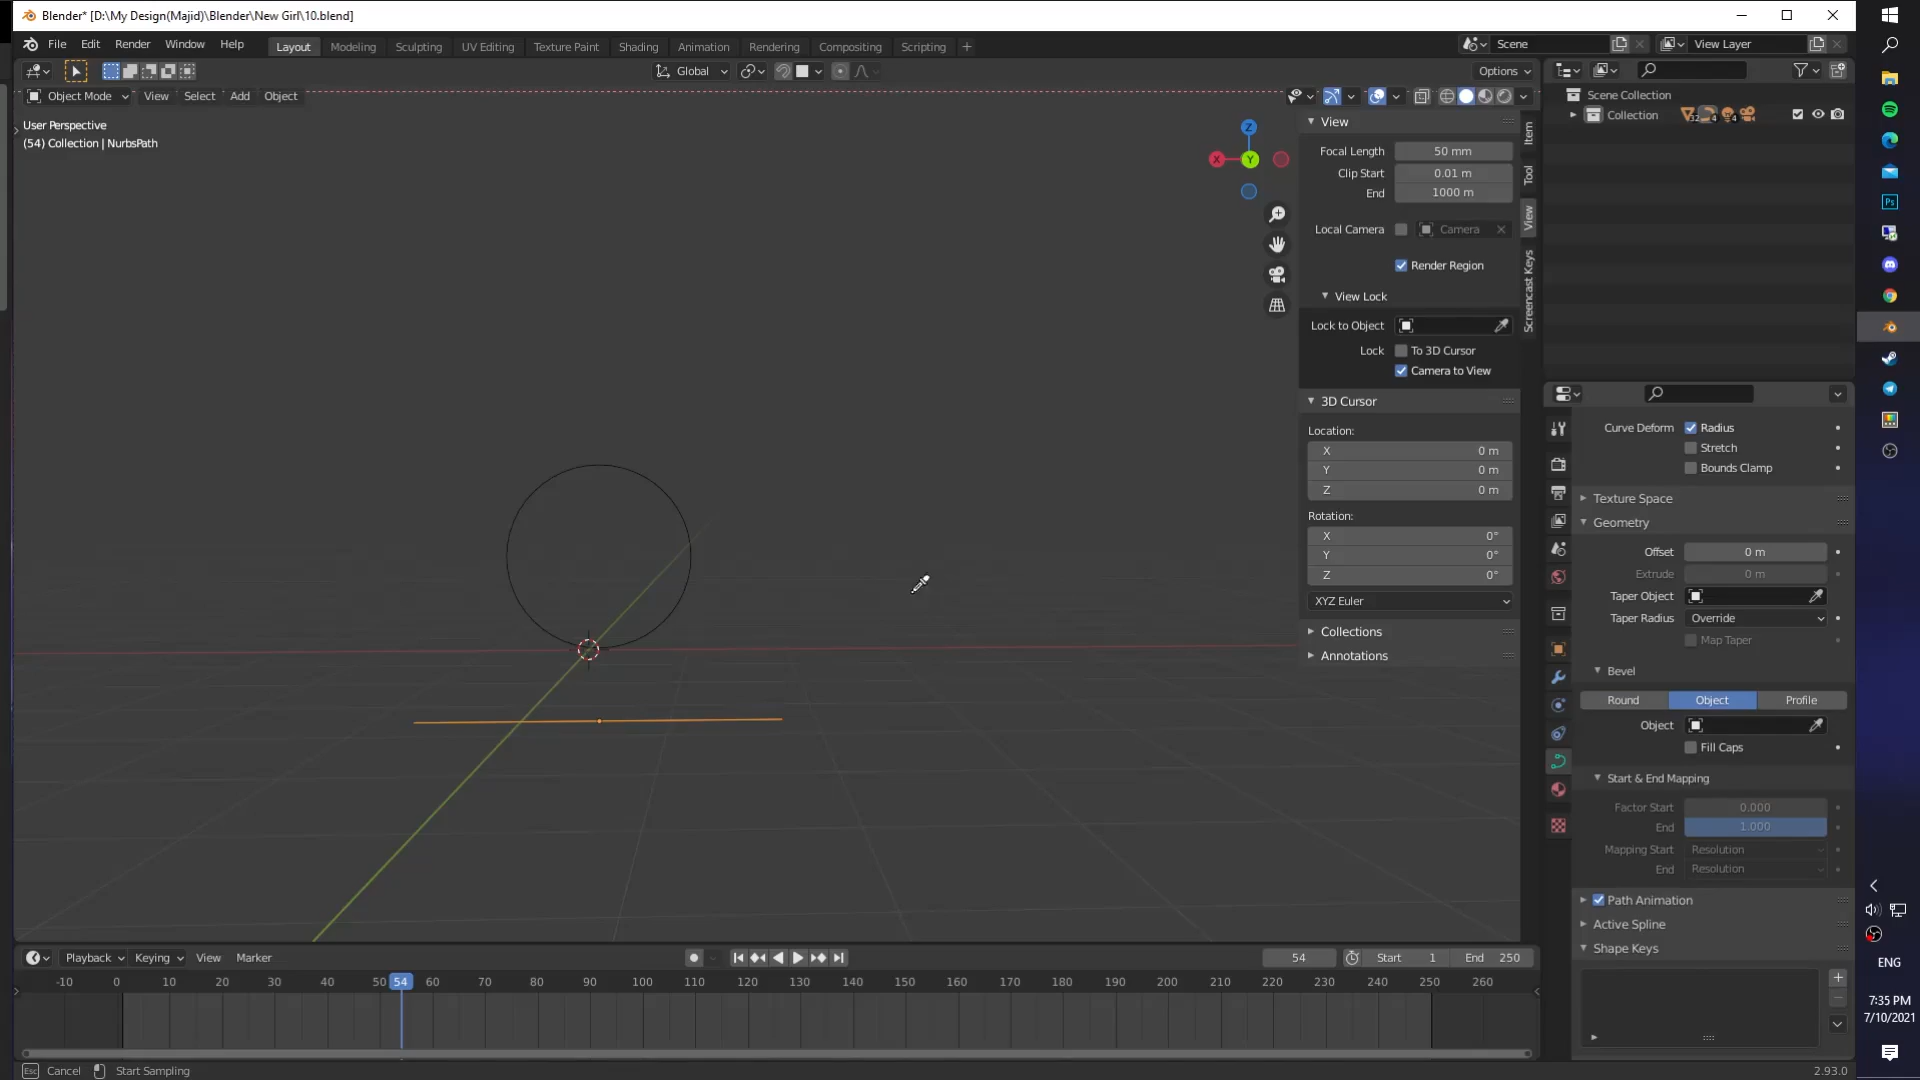 Blender* [D:\My Design(Majid)\Blender\New Girl\10.blend]
File Edit Render Window Help Layout Modeling Sculpting UV Editing Texture Paint Shading Animation Rendering Compositing Scripting + Scene View Layer
Global Options
Object Mode View Select Add Object
User Perspective
(54) Collection | NurbsPath
Z
X
Y
View
Focal Length 50 mm
Clip Start 0.01 m
End 1000 m
Local Camera Camera
Render Region
View Lock
Lock to Object
Lock To 3D Cursor
Camera to View
3D Cursor
Location:
X 0 m
Y 0 m
Z 0 m
Rotation:
X 0°
Y 0°
Z 0°
XYZ Euler
Collections
Annotations
Item
Tool
View
Screencast Keys
Scene Collection
Collection 32 4 4
Curve Deform Radius
Stretch
Bounds Clamp
Texture Space
Geometry
Offset 0 m
Extrude 0 m
Taper Object
Taper Radius Override
Map Taper
Bevel
Round Object Profile
Object
Fill Caps
Start & End Mapping
Factor Start 0.000
End 1.000
Mapping Start Resolution
End Resolution
Path Animation
Active Spline
Shape Keys
Playback Keying View Marker 54 Start 1 End 250
-10 0 10 20 30 40 50 54 60 70 80 90 100 110 120 130 140 150 160 170 180 190 200 210 220 230 240 250 260
Esc Cancel Start Sampling 2.93.0
Ps
ENG
7:35 PM
7/10/2021